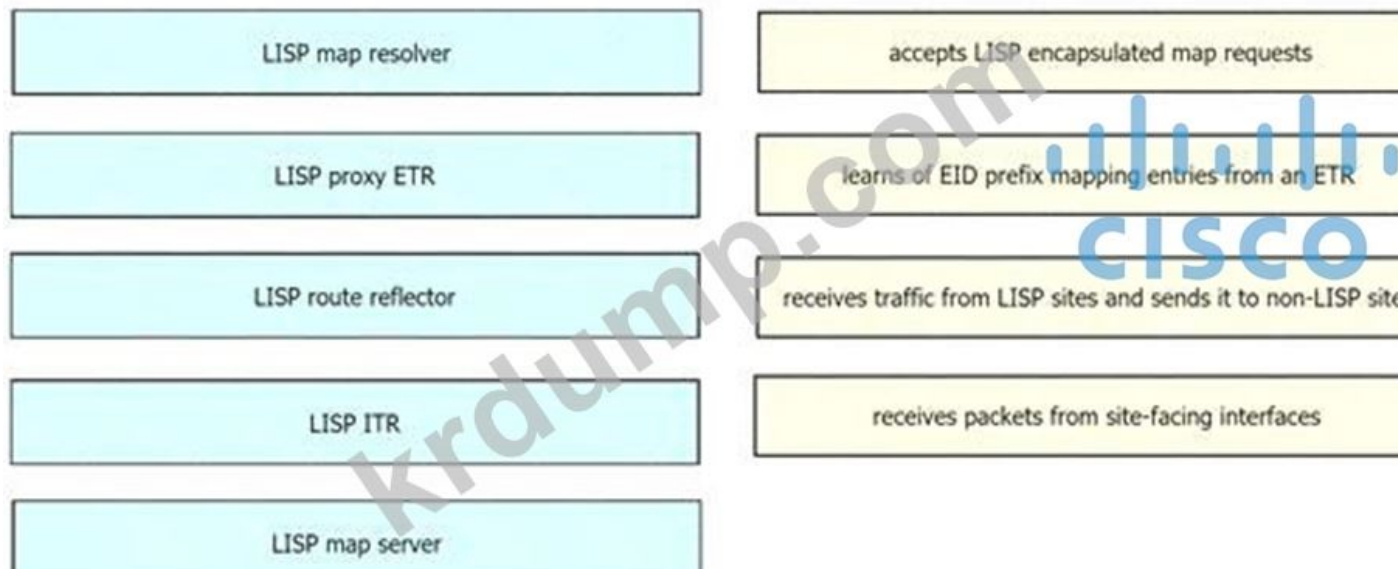 LISP map resolver
accepts LISP encapsulated map requests
LISP proxy ETR
learns of EID prefix mapping entries from an ETR
LISP route reflector
receives traffic from LISP sites and sends it to non-LISP site
LISP ITR
receives packets from site-facing interfaces
LISP map server
CISCO
krdump.com